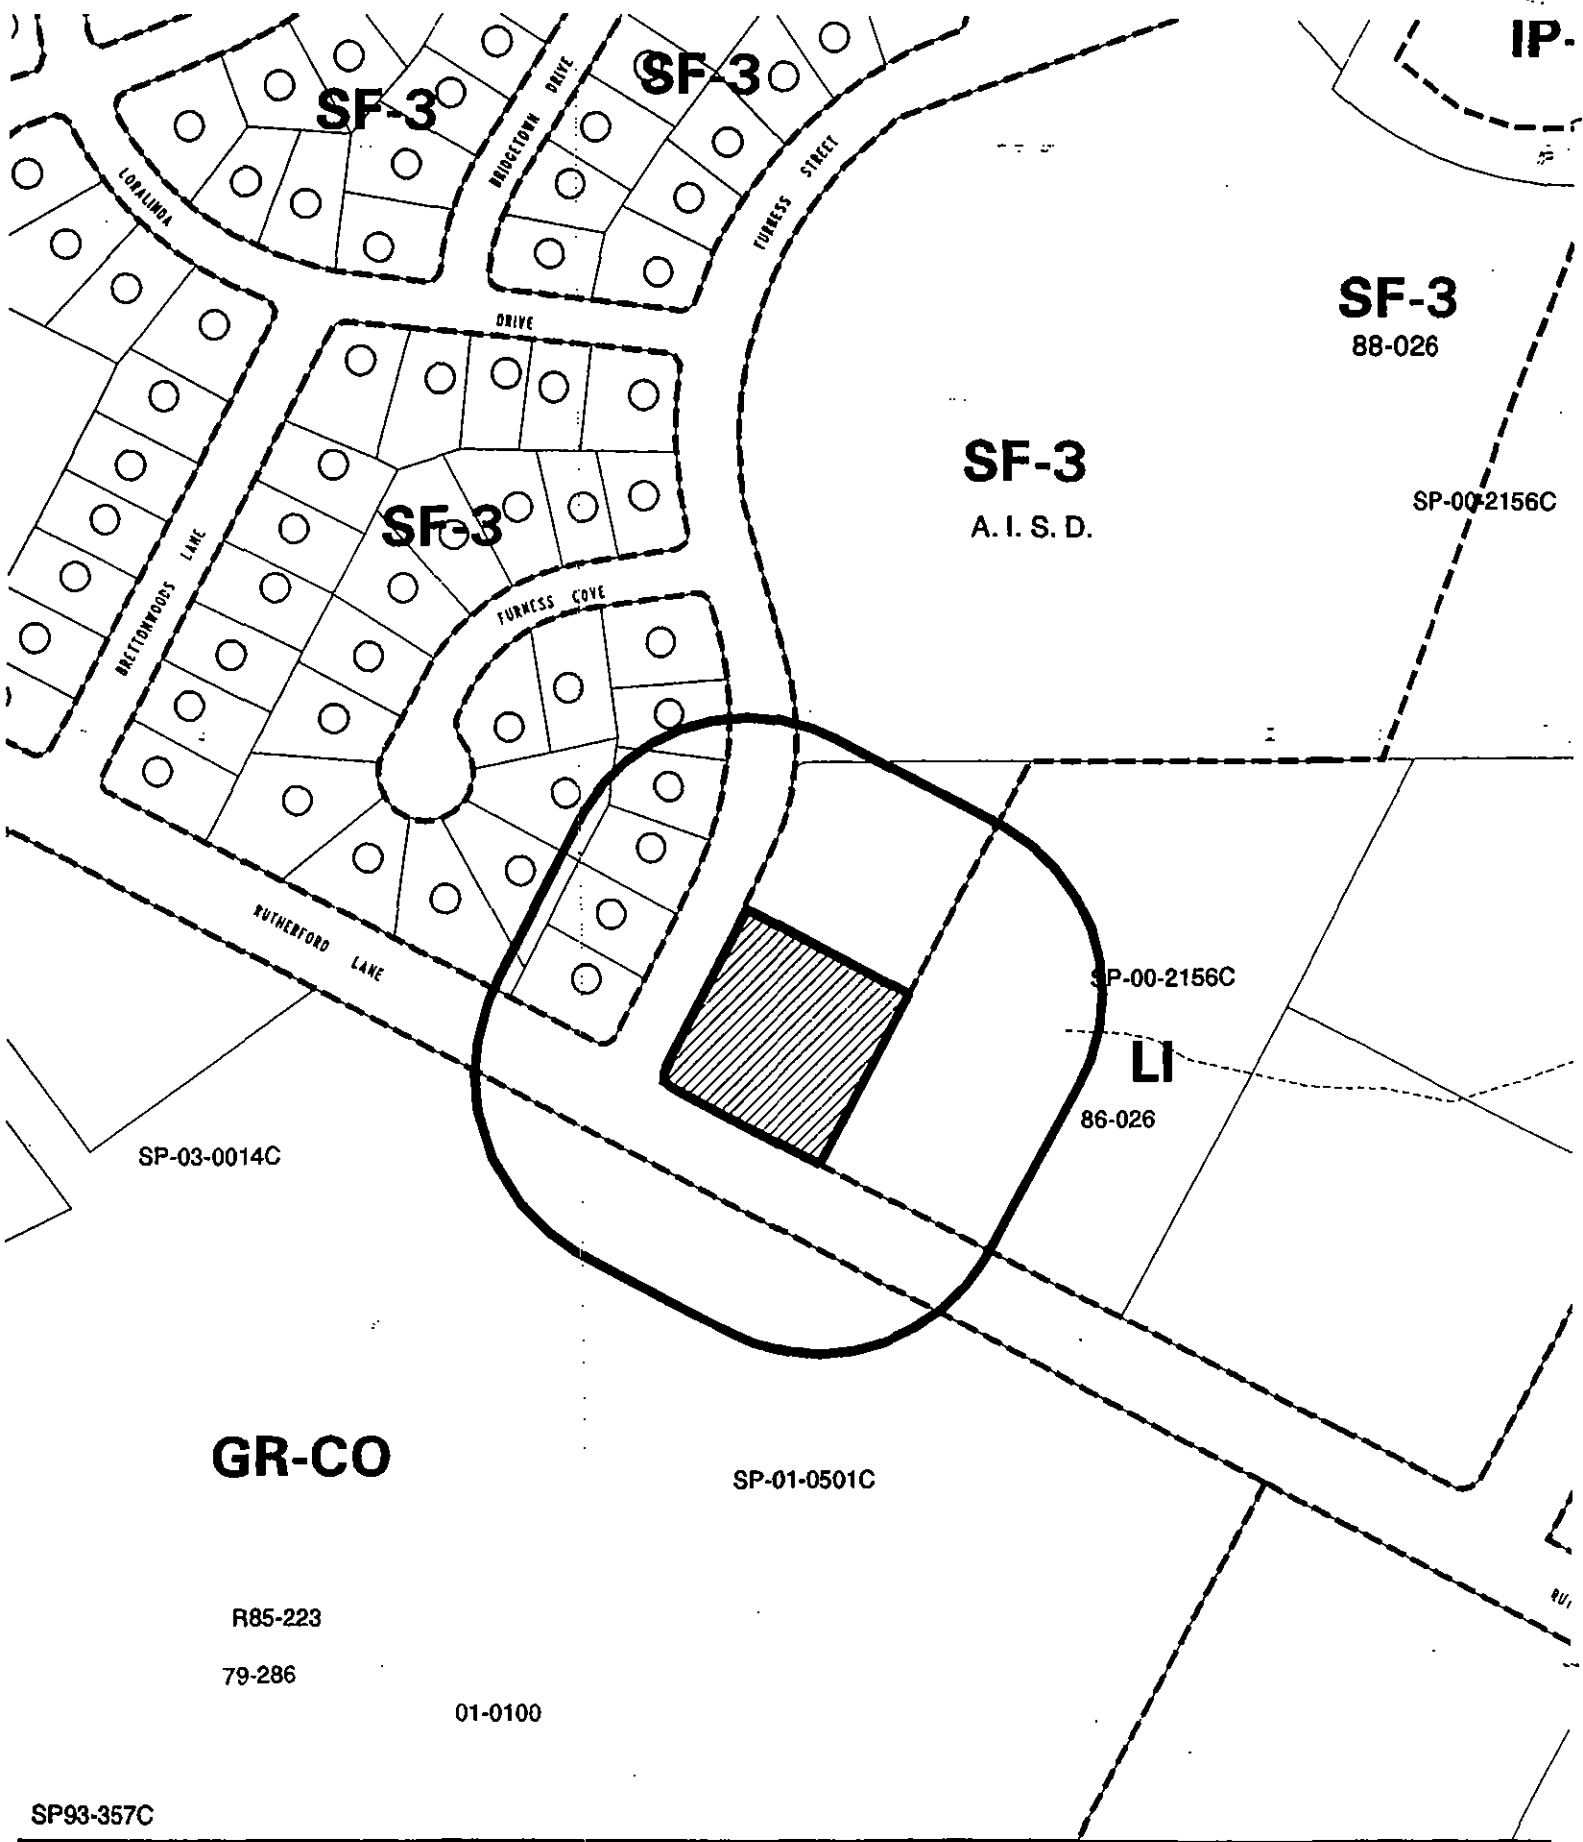 IP-
SF-3
SF-3
BRIDGETOWN DRIVE
LORALINDA
FURNESS STREET
DRIVE
SF-3
88-026
SF-3
A. I. S. D.
SP-00-2156C
SF-3
BRETTONWOODS LANE
FURNESS COVE
RUTHERFORD LANE
SP-00-2156C
LI
86-026
SP-03-0014C
GR-CO
SP-01-0501C
R85-223
79-286
01-0100
SP93-357C